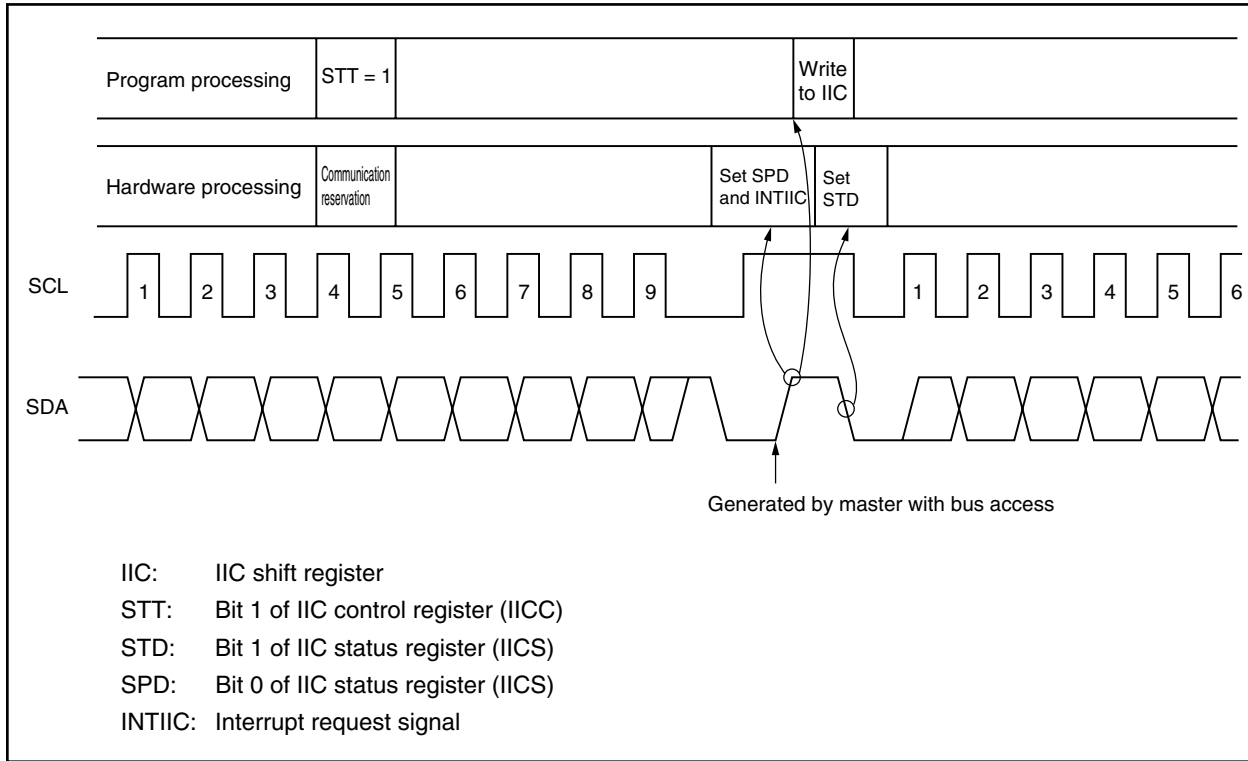 Program processing
STT = 1
Write
to IIC
Hardware processing
Communication
reservation
Set SPD
and INTIIC
Set
STD
SCL
1 2 3 4 5 6 7 8 9 1 2 3 4 5 6
SDA
Generated by master with bus access
IIC: IIC shift register
STT: Bit 1 of IIC control register (IICC)
STD: Bit 1 of IIC status register (IICS)
SPD: Bit 0 of IIC status register (IICS)
INTIIC: Interrupt request signal